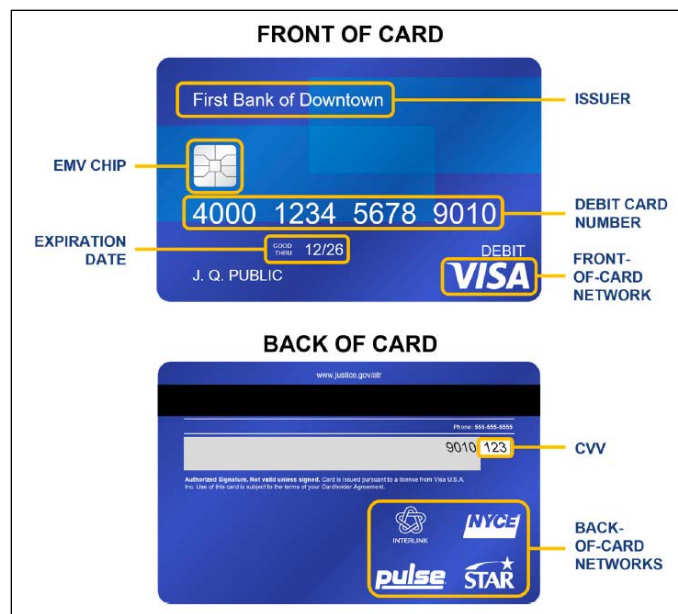 FRONT OF CARD
First Bank of Downtown
ISSUER
EMV CHIP
4000 1234 5678 9010
DEBIT CARD
NUMBER
EXPIRATION
DATE
GOOD
THRU
12/26
DEBIT
J. Q. PUBLIC
VISA
FRONT-
OF-CARD
NETWORK
BACK OF CARD
www.justice.gov/atr
Phone: 555-555-5555
9010 123
CVV
Authorized Signature. Not valid unless signed. Card is issued pursuant to a license from Visa U.S.A.
Inc. Use of this card is subject to the terms of your Cardholder Agreement.
INTERLINK
NYCE
pulse
STAR
BACK-
OF-CARD
NETWORKS